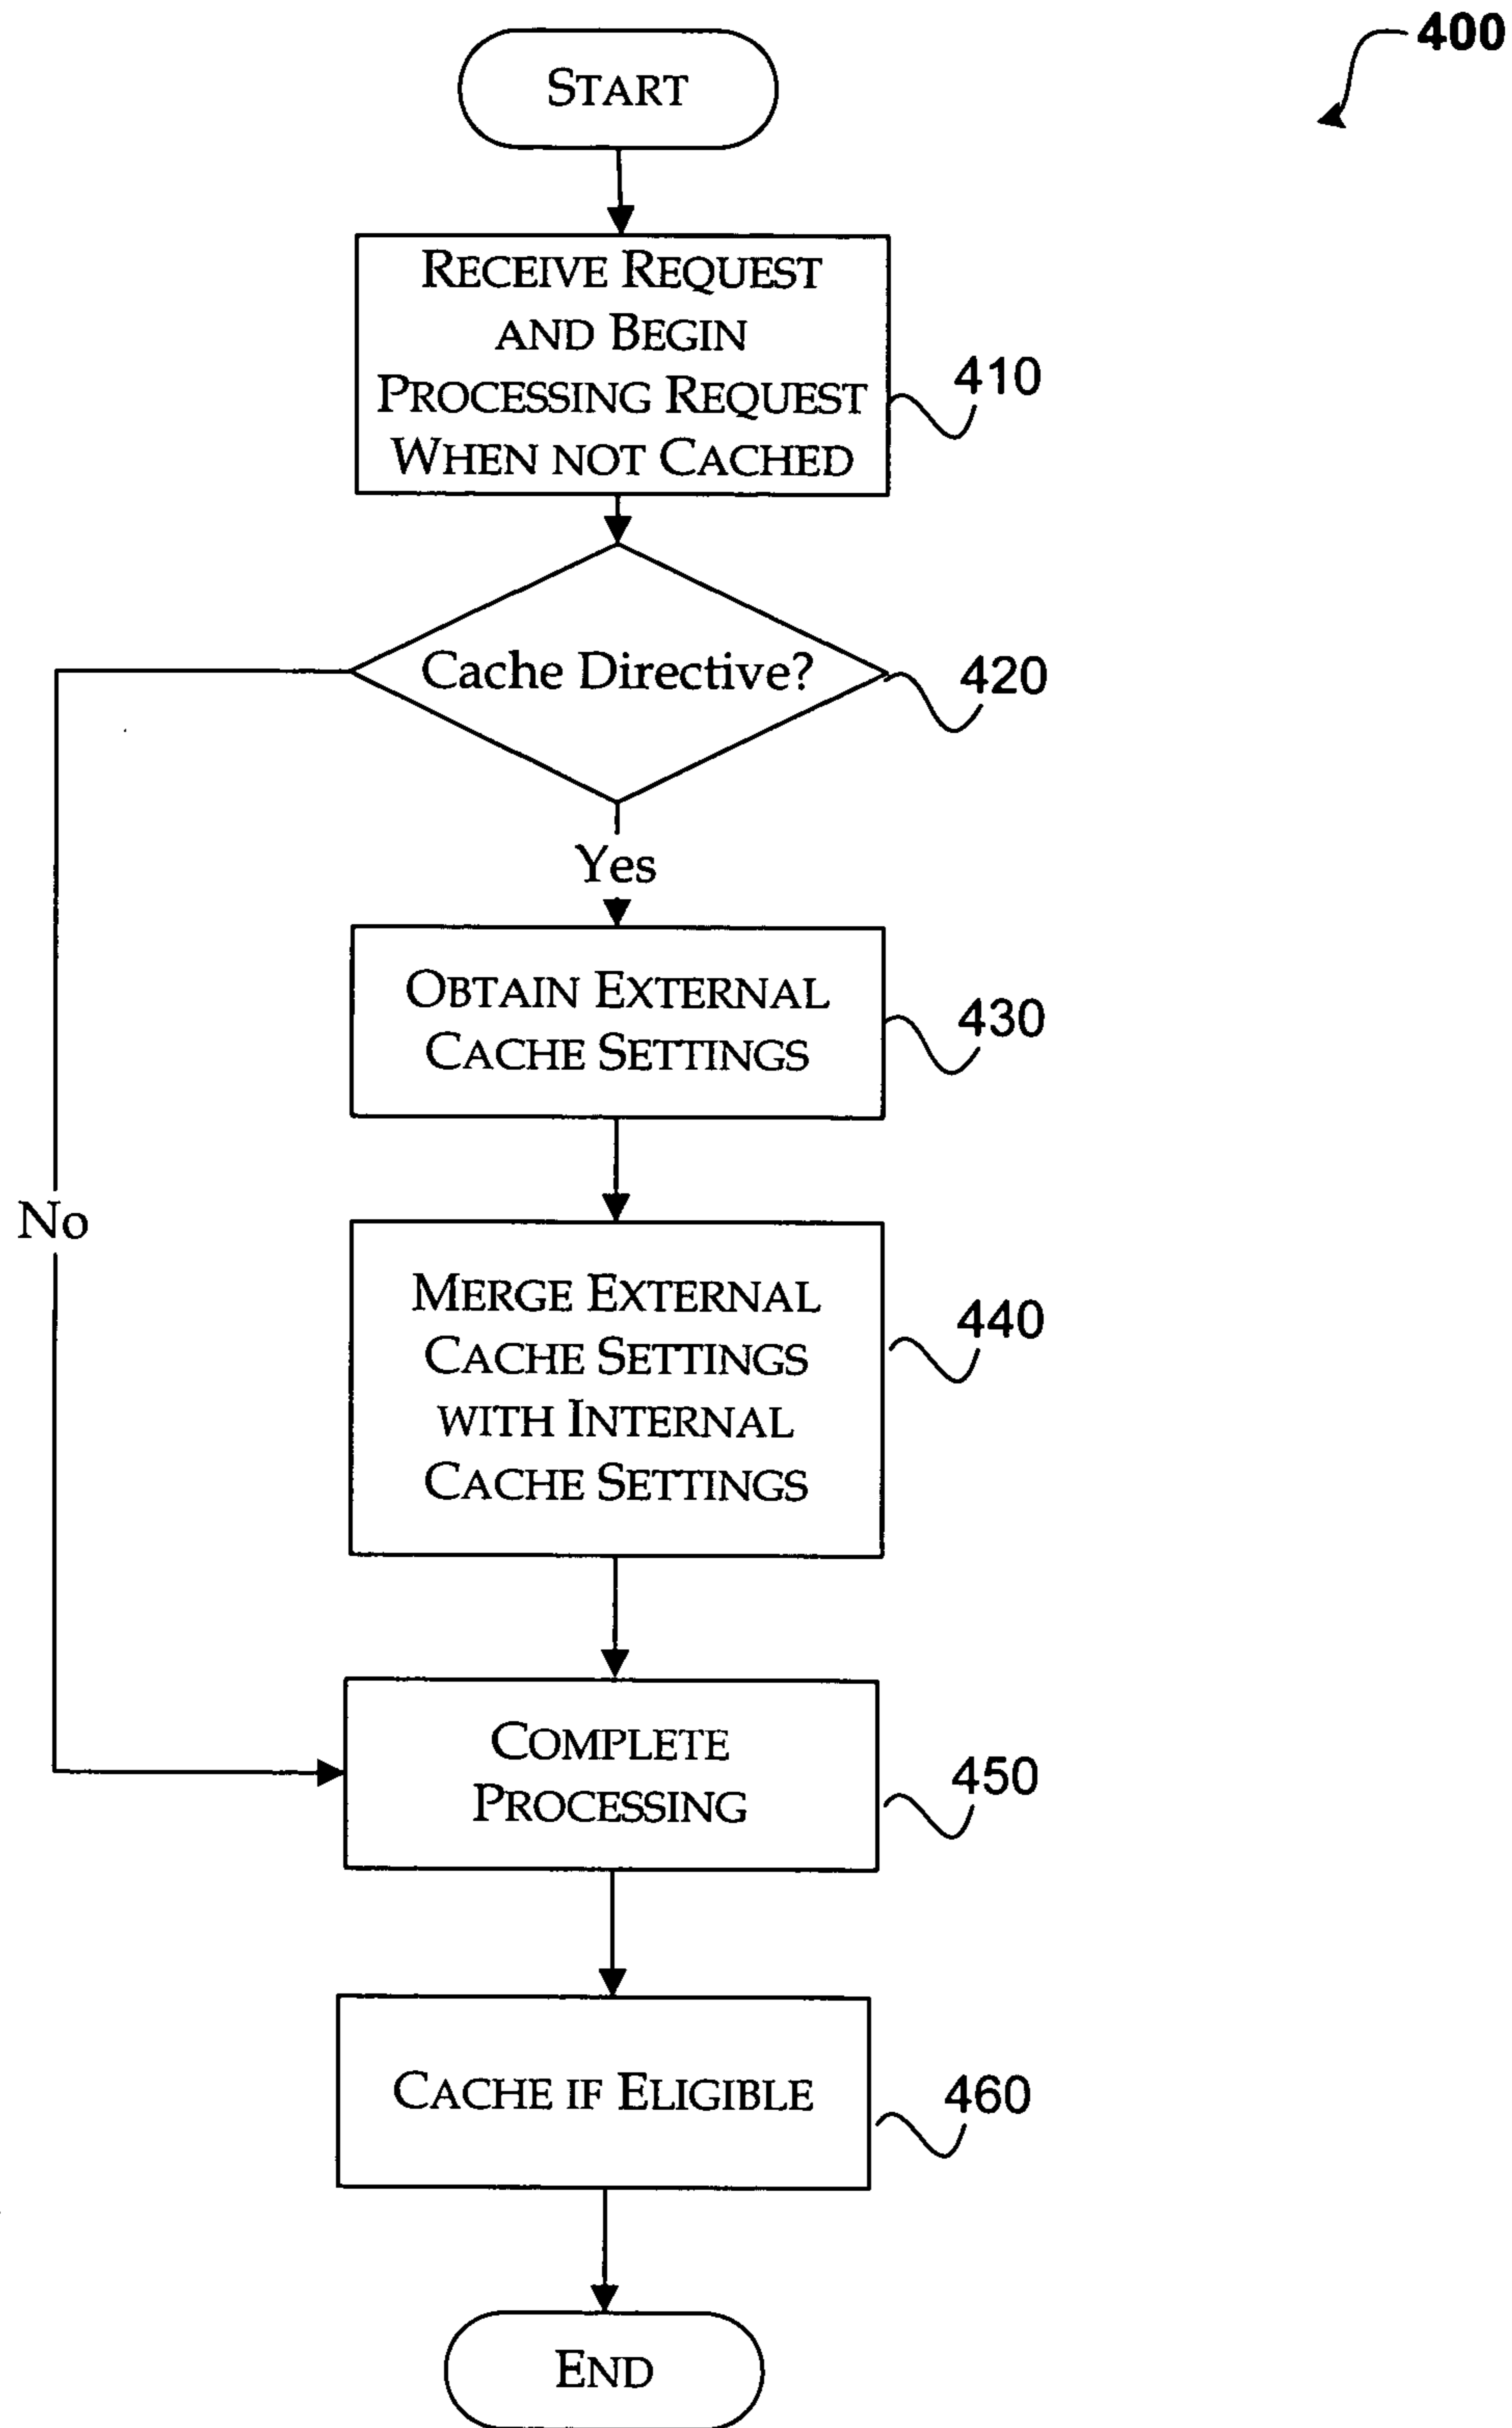 400
START
RECEIVE REQUEST
AND BEGIN
PROCESSING REQUEST
WHEN NOT CACHED
410
Cache Directive?
420
Yes
OBTAIN EXTERNAL
CACHE SETTINGS
430
No
MERGE EXTERNAL
CACHE SETTINGS
WITH INTERNAL
CACHE SETTINGS
440
COMPLETE
PROCESSING
450
CACHE IF ELIGIBLE
460
END